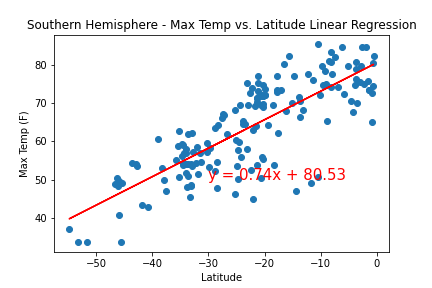 Southern Hemisphere - Max Temp vs. Latitude Linear Regression
Max Temp (F)
80
70
60
50
40
y = 0.74x + 80.53
−50 −40 −30 −20 −10 0
Latitude